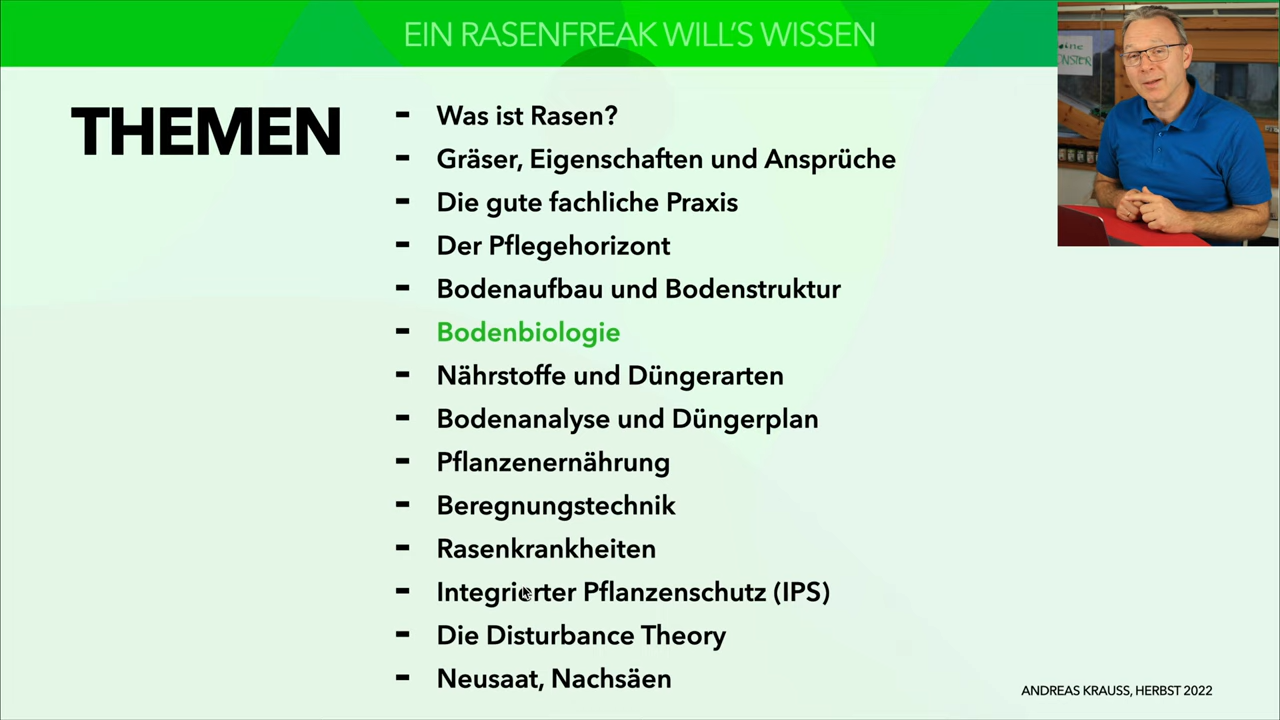 EIN RASENFREAK WILL'S WISSEN
THEMEN
- Was ist Rasen?
- Gräser, Eigenschaften und Ansprüche
- Die gute fachliche Praxis
- Der Pflegehorizont
- Bodenaufbau und Bodenstruktur
- Bodenbiologie
- Nährstoffe und Düngerarten
- Bodenanalyse und Düngerplan
- Pflanzenernährung
- Beregnungstechnik
- Rasenkrankheiten
- Integrierter Pflanzenschutz (IPS)
- Die Disturbance Theory
- Neusaat, Nachsäen
ANDREAS KRAUSS, HERBST 2022